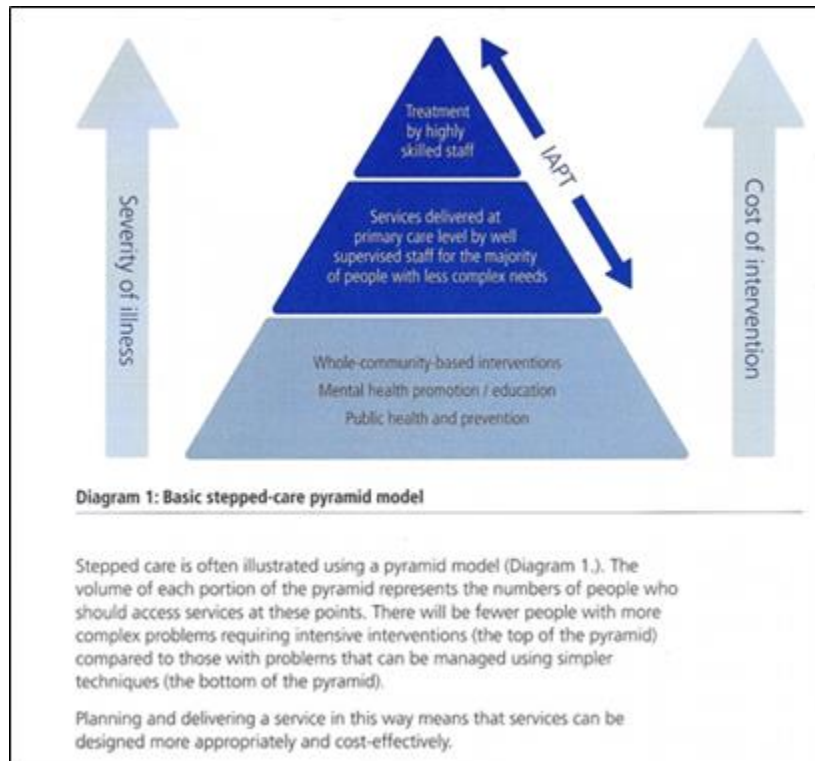 Treatment
by highly
skilled staff
IAPT
Services delivered at
primary care level by well
supervised staff for the majority
of people with less complex needs
Severity of illness
Cost of intervention
Whole-community-based interventions
Mental health promotion / education
Public health and prevention
Diagram 1: Basic stepped-care pyramid model
Stepped care is often illustrated using a pyramid model (Diagram 1.). The
volume of each portion of the pyramid represents the numbers of people who
should access services at these points. There will be fewer people with more
complex problems requiring intensive interventions (the top of the pyramid)
compared to those with problems that can be managed using simpler
techniques (the bottom of the pyramid).
Planning and delivering a service in this way means that services can be
designed more appropriately and cost-effectively.